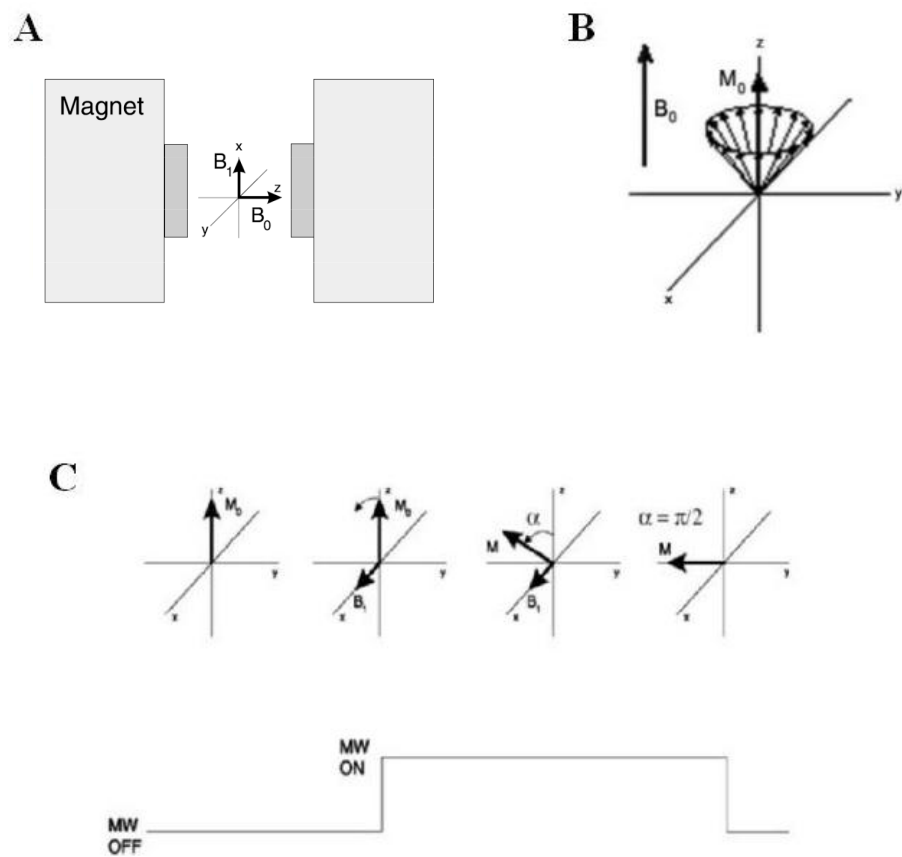 A
Magnet
x
B1
z
y
B0
B
z
M0
B0
y
x
C
z
M0
y
x
z
M0
y
B1
x
z
α
M
y
B1
x
z
α = π/2
M
y
x
MW
ON
MW
OFF